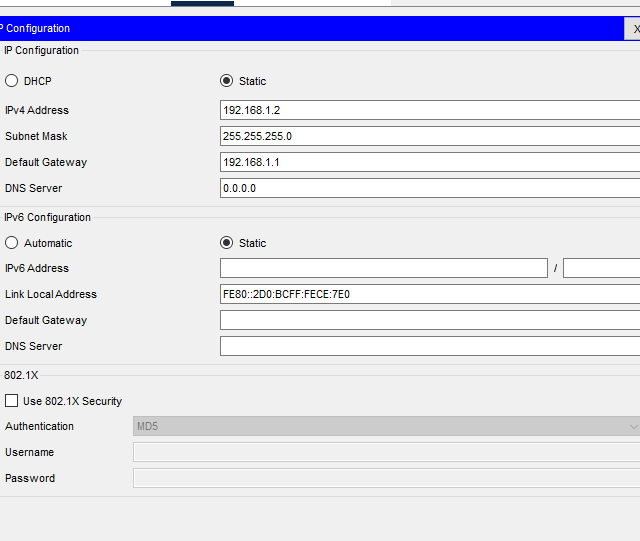 P Configuration
X
IP Configuration
DHCP
Static
IPv4 Address
192.168.1.2
Subnet Mask
255.255.255.0
Default Gateway
192.168.1.1
DNS Server
0.0.0.0
IPv6 Configuration
Automatic
Static
IPv6 Address
/
Link Local Address
FE80::2D0:BCFF:FECE:7E0
Default Gateway
DNS Server
802.1X
Use 802.1X Security
Authentication
MD5
Username
Password